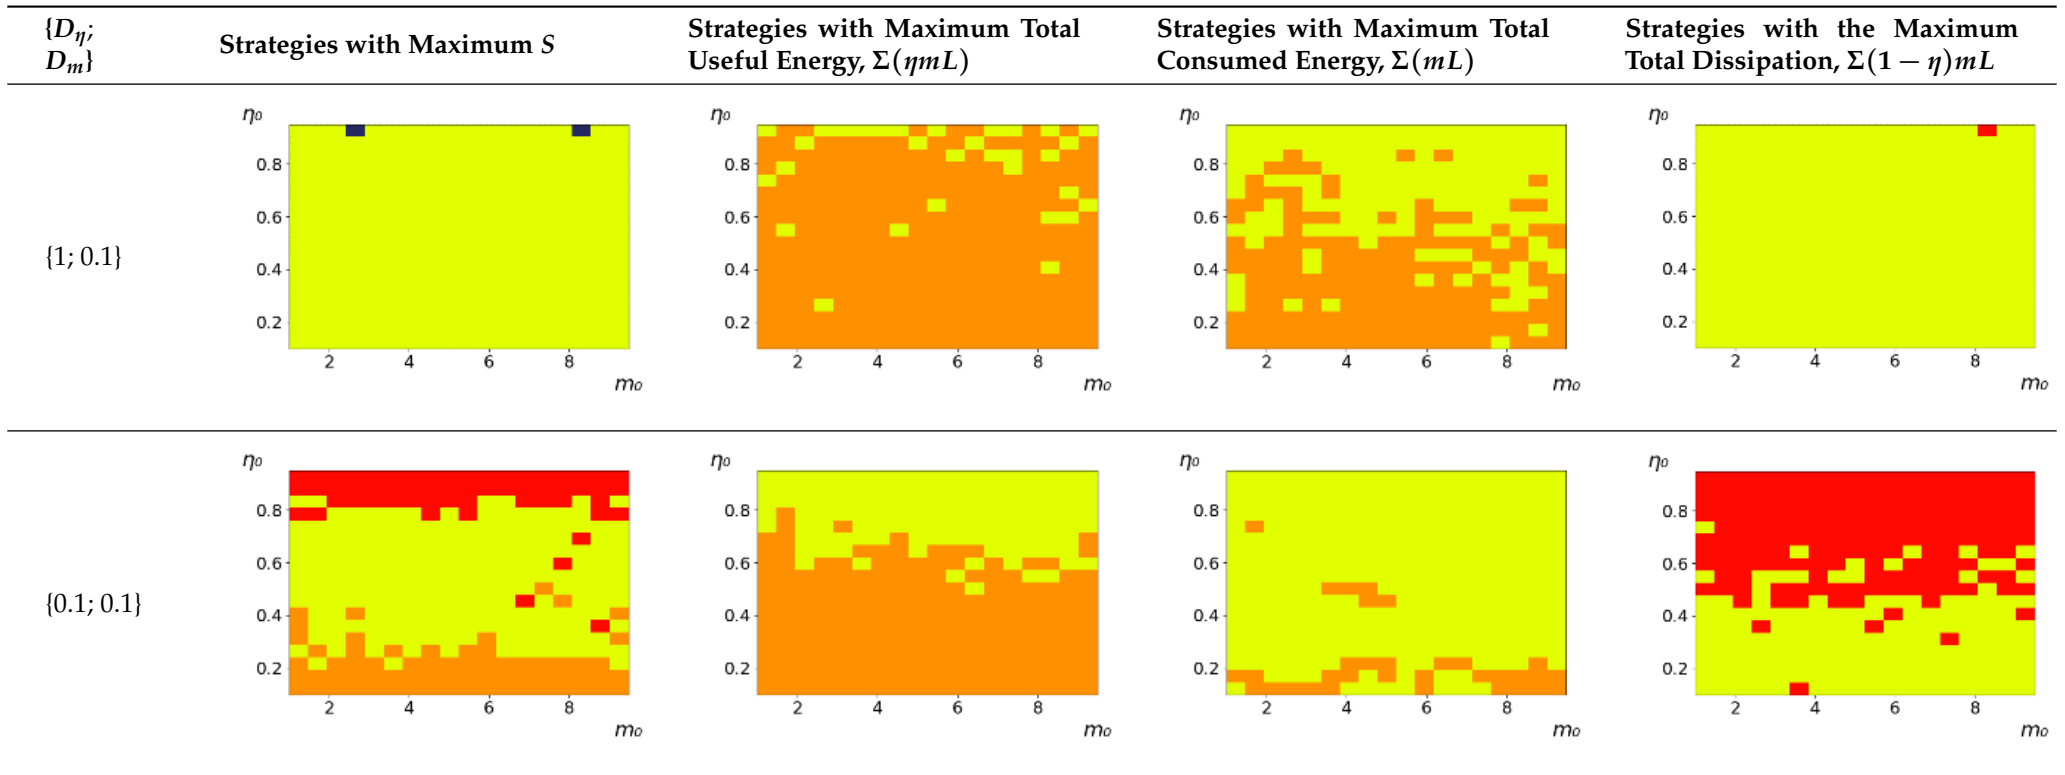 {Dη;
Dm}
Strategies with Maximum S
Strategies with Maximum Total
Useful Energy, Σ(ηmL)
Strategies with Maximum Total
Consumed Energy, Σ(mL)
Strategies with the Maximum
Total Dissipation, Σ(1 − η)mL
{1; 0.1}
η₀
0.8
0.6
0.4
0.2
2 4 6 8
m₀
η₀
0.8
0.6
0.4
0.2
2 4 6 8
m₀
η₀
0.8
0.6
0.4
0.2
2 4 6 8
m₀
η₀
0.8
0.6
0.4
0.2
2 4 6 8
m₀
{0.1; 0.1}
η₀
0.8
0.6
0.4
0.2
2 4 6 8
m₀
η₀
0.8
0.6
0.4
0.2
2 4 6 8
m₀
η₀
0.8
0.6
0.4
0.2
2 4 6 8
m₀
η₀
0.8
0.6
0.4
0.2
2 4 6 8
m₀